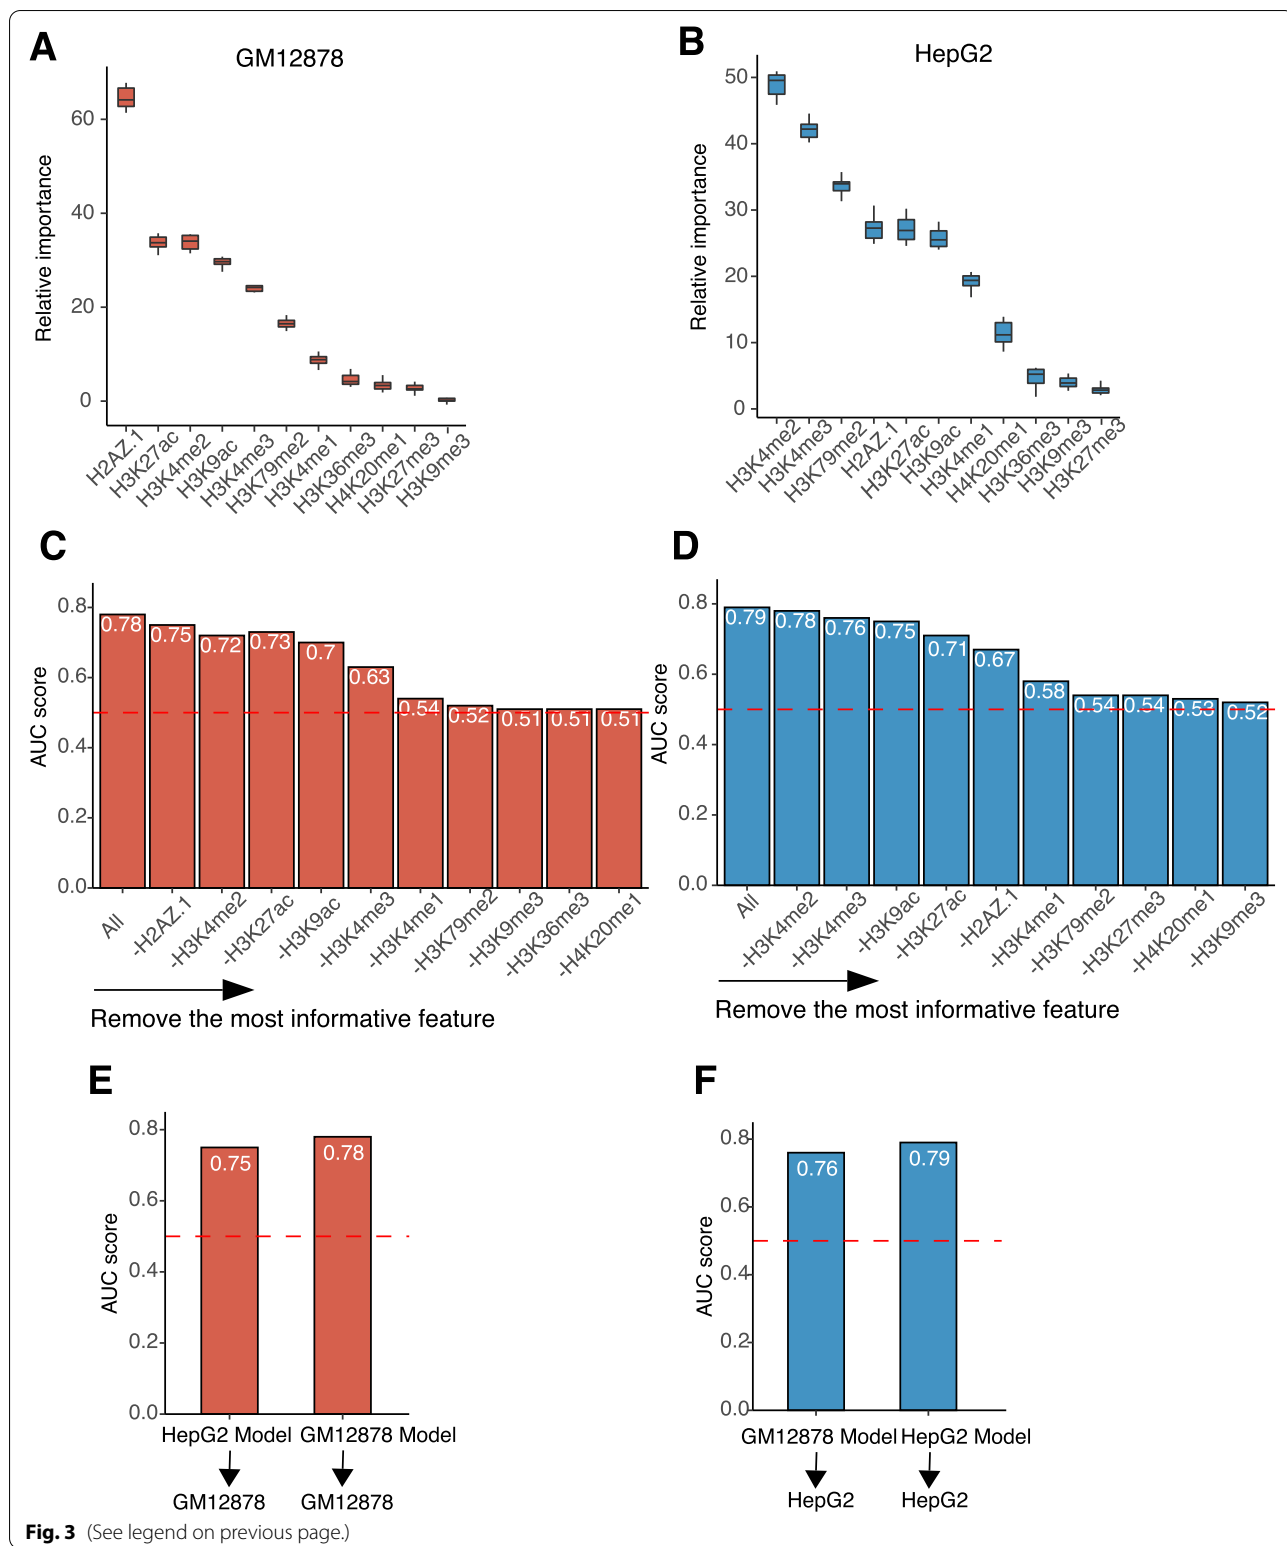 A
GM12878
Relative importance
60
40
20
0
H2AZ.1
H3K27ac
H3K4me2
H3K9ac
H3K4me3
H3K79me2
H3K4me1
H3K36me3
H4K20me1
H3K27me3
H3K9me3
B
HepG2
Relative importance
50
40
30
20
10
0
H3K4me2
H3K4me3
H3K79me2
H2AZ.1
H3K27ac
H3K9ac
H3K4me1
H4K20me1
H3K36me3
H3K9me3
H3K27me3
C
AUC score
0.8
0.6
0.4
0.2
0.0
0.78
0.75
0.72
0.73
0.7
0.63
0.54
0.52
0.51
0.51
0.51
All
-H2AZ.1
-H3K4me2
-H3K27ac
-H3K9ac
-H3K4me3
-H3K4me1
-H3K79me2
-H3K9me3
-H3K36me3
-H4K20me1
Remove the most informative feature
D
AUC score
0.8
0.6
0.4
0.2
0.0
0.79
0.78
0.76
0.75
0.71
0.67
0.58
0.54
0.54
0.53
0.52
All
-H3K4me2
-H3K4me3
-H3K9ac
-H3K27ac
-H2AZ.1
-H3K4me1
-H3K79me2
-H3K27me3
-H4K20me1
-H3K9me3
Remove the most informative feature
E
AUC score
0.8
0.6
0.4
0.2
0.0
0.75
0.78
HepG2 Model GM12878 Model
GM12878 GM12878
F
AUC score
0.8
0.6
0.4
0.2
0.0
0.76
0.79
GM12878 Model HepG2 Model
HepG2 HepG2
Fig. 3 (See legend on previous page.)